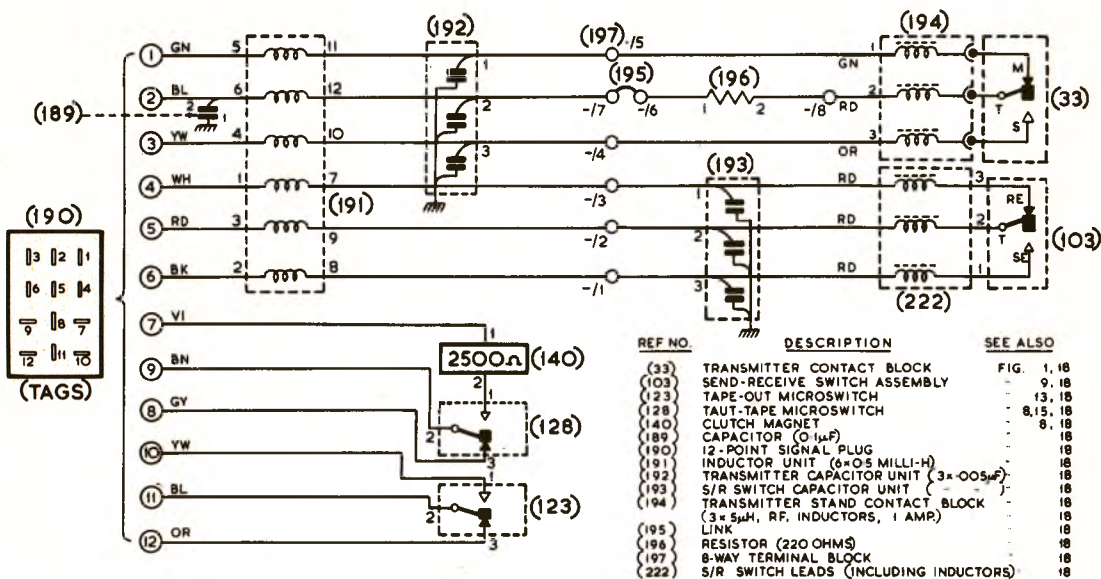 (192)
(197)
-/5
(194)
1 GN 5 11 1 GN 1 M
(195)
(196)
2 BL 6 12 2 -/7 -/6 1 2 -/8 RD 2 T
(33)
(189)
2
1
3 YW 4 10 3 -/4 OR 3 S
(193)
4 WH 1 7 -/3 1 RD 3 RE
(190)
(191)
5 RD 3 9 -/2 2 RD 2 T
(103)
3 2 1
6 5 4
9 8 7
12 11 10
(TAGS)
6 BK 2 8 -/1 3 RD 1 SE
(222)
7 VI 1
2500Ω
(140)
2
1
9 BN 2
(128)
8 GY 3
10 YW 1
11 BL 2
(123)
12 OR 3
REF NO. DESCRIPTION SEE ALSO
(33) TRANSMITTER CONTACT BLOCK FIG. 1, 18
(103) SEND-RECEIVE SWITCH ASSEMBLY " 9, 18
(123) TAPE-OUT MICROSWITCH " 13, 18
(128) TAUT-TAPE MICROSWITCH " 8,15, 18
(140) CLUTCH MAGNET " 8, 18
(189) CAPACITOR (0·1µF) " 18
(190) 12-POINT SIGNAL PLUG " 18
(191) INDUCTOR UNIT (6×0·5 MILLI-H) " 18
(192) TRANSMITTER CAPACITOR UNIT (3×·005µF) " 18
(193) S/R SWITCH CAPACITOR UNIT ( " " ) " 18
(194) TRANSMITTER STAND CONTACT BLOCK " 18
(3×5µH, RF. INDUCTORS, 1 AMP.)
(195) LINK " 18
(196) RESISTOR (220 OHMS) " 18
(197) 8-WAY TERMINAL BLOCK " 18
(222) S/R SWITCH LEADS (INCLUDING INDUCTORS) " 18